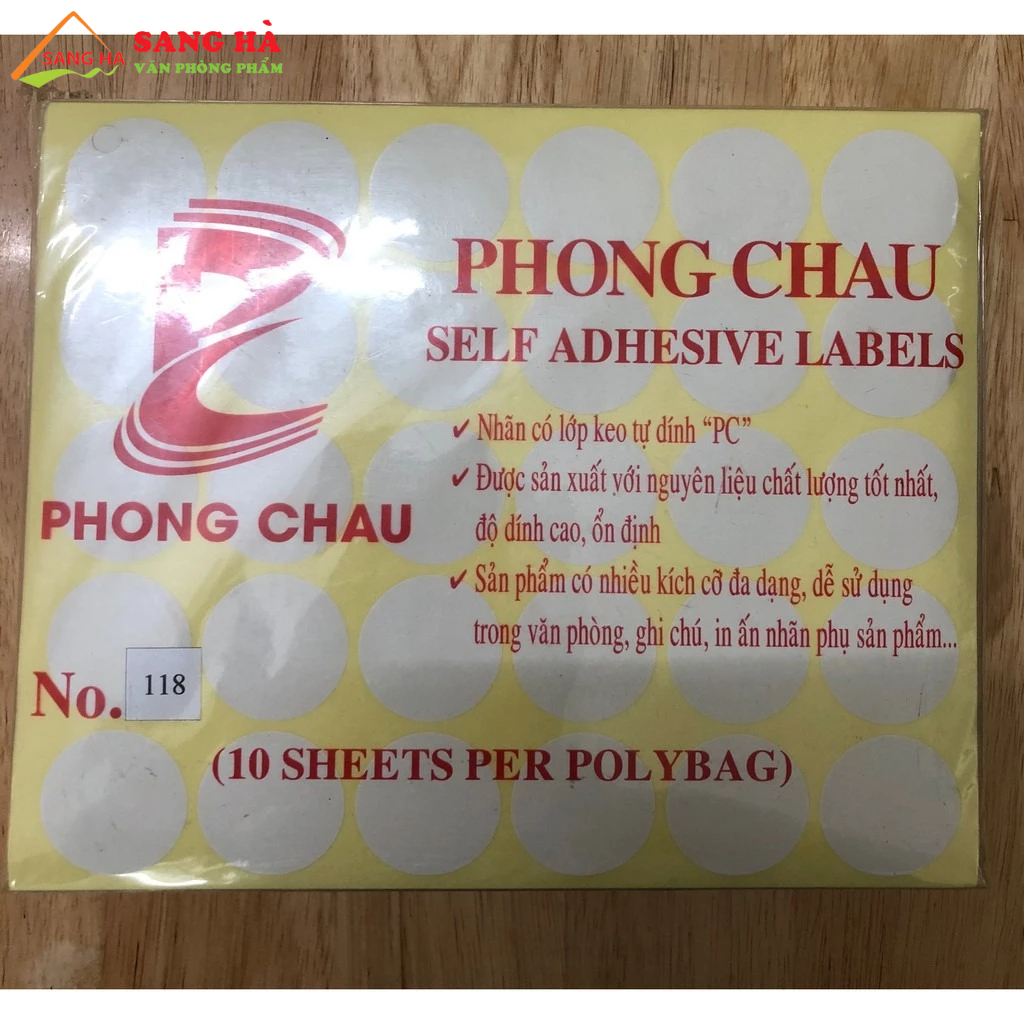 SANG HÀ
SANG HÀ
VĂN PHÒNG PHẨM
PHONG CHAU
SELF ADHESIVE LABELS
✓ Nhãn có lớp keo tự dính “PC”
✓ Được sản xuất với nguyên liệu chất lượng tốt nhất,
độ dính cao, ổn định
✓ Sản phẩm có nhiều kích cỡ đa dạng, dễ sử dụng
trong văn phòng, ghi chú, in ấn nhãn phụ sản phẩm...
PHONG CHAU
No. 118
(10 SHEETS PER POLYBAG)